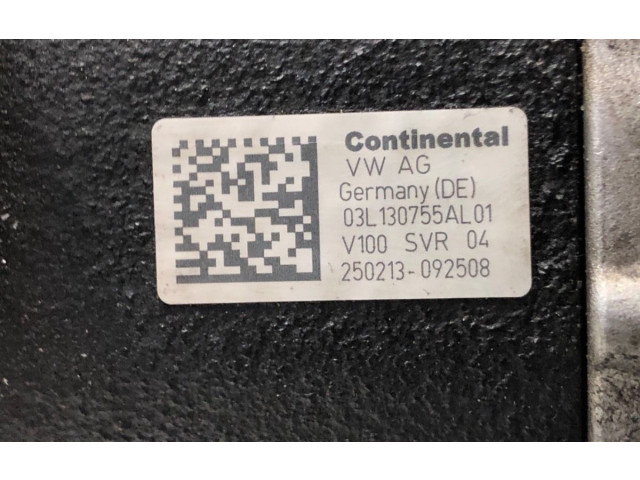 Continental
VW AG
Germany (DE)
03L130755AL01
V100 SVR 04
250213-092508